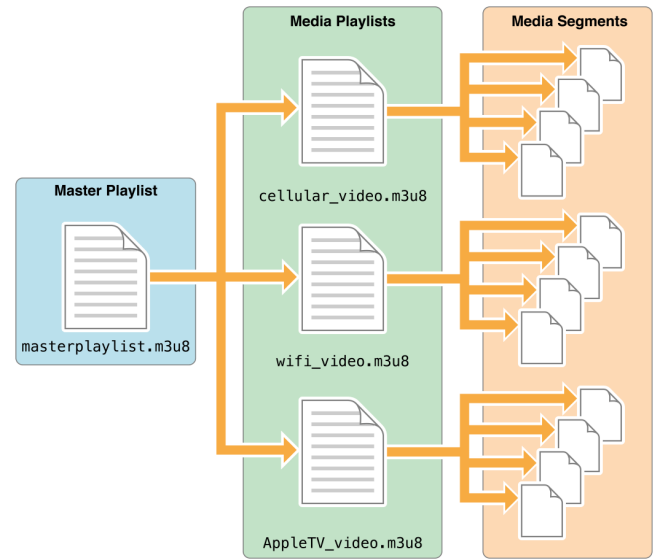 Media Playlists
Media Segments
cellular_video.m3u8
Master Playlist
masterplaylist.m3u8
wifi_video.m3u8
AppleTV_video.m3u8